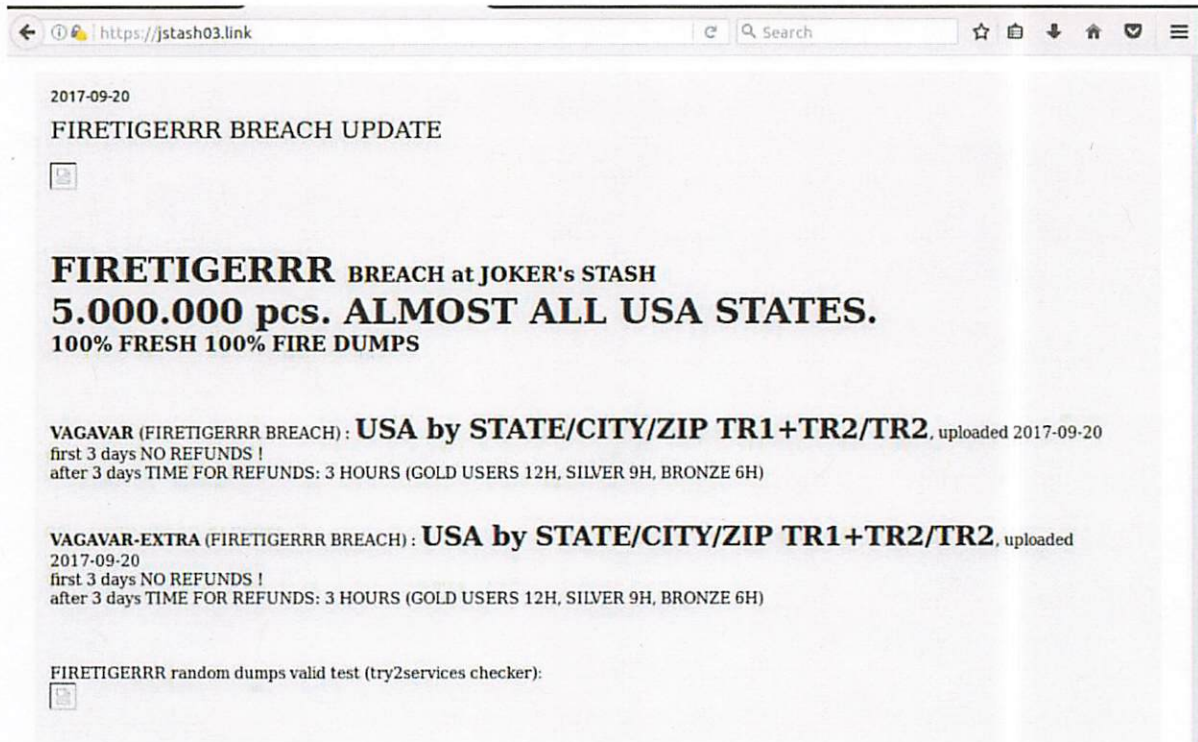 https://jstash03.link
Search
2017-09-20
FIRETIGERRR BREACH UPDATE
FIRETIGERRR BREACH at JOKER's STASH
5.000.000 pcs. ALMOST ALL USA STATES.
100% FRESH 100% FIRE DUMPS
VAGAVAR (FIRETIGERRR BREACH) : USA by STATE/CITY/ZIP TR1+TR2/TR2, uploaded 2017-09-20
first 3 days NO REFUNDS !
after 3 days TIME FOR REFUNDS: 3 HOURS (GOLD USERS 12H, SILVER 9H, BRONZE 6H)
VAGAVAR-EXTRA (FIRETIGERRR BREACH) : USA by STATE/CITY/ZIP TR1+TR2/TR2, uploaded
2017-09-20
first 3 days NO REFUNDS !
after 3 days TIME FOR REFUNDS: 3 HOURS (GOLD USERS 12H, SILVER 9H, BRONZE 6H)
FIRETIGERRR random dumps valid test (try2services checker):